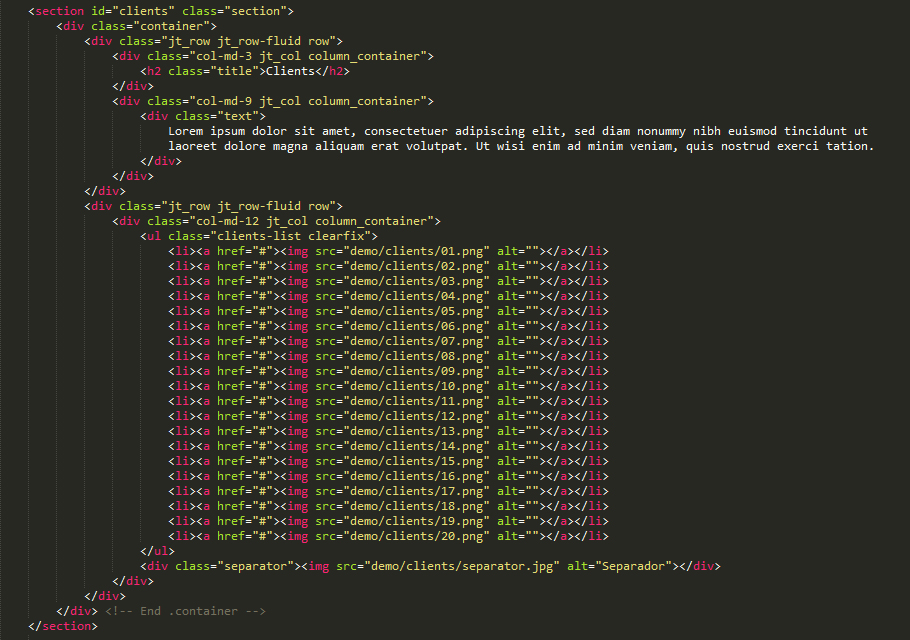 <section id="clients" class="section">
<div class="container">
<div class="jt_row jt_row-fluid row">
<div class="col-md-3 jt_col column_container">
<h2 class="title">Clients</h2>
</div>
<div class="col-md-9 jt_col column_container">
<div class="text">
Lorem ipsum dolor sit amet, consectetuer adipiscing elit, sed diam nonummy nibh euismod tincidunt ut
laoreet dolore magna aliquam erat volutpat. Ut wisi enim ad minim veniam, quis nostrud exerci tation.
</div>
</div>
</div>
<div class="jt_row jt_row-fluid row">
<div class="col-md-12 jt_col column_container">
<ul class="clients-list clearfix">
<li><a href="#"><img src="demo/clients/01.png" alt=""></a></li>
<li><a href="#"><img src="demo/clients/02.png" alt=""></a></li>
<li><a href="#"><img src="demo/clients/03.png" alt=""></a></li>
<li><a href="#"><img src="demo/clients/04.png" alt=""></a></li>
<li><a href="#"><img src="demo/clients/05.png" alt=""></a></li>
<li><a href="#"><img src="demo/clients/06.png" alt=""></a></li>
<li><a href="#"><img src="demo/clients/07.png" alt=""></a></li>
<li><a href="#"><img src="demo/clients/08.png" alt=""></a></li>
<li><a href="#"><img src="demo/clients/09.png" alt=""></a></li>
<li><a href="#"><img src="demo/clients/10.png" alt=""></a></li>
<li><a href="#"><img src="demo/clients/11.png" alt=""></a></li>
<li><a href="#"><img src="demo/clients/12.png" alt=""></a></li>
<li><a href="#"><img src="demo/clients/13.png" alt=""></a></li>
<li><a href="#"><img src="demo/clients/14.png" alt=""></a></li>
<li><a href="#"><img src="demo/clients/15.png" alt=""></a></li>
<li><a href="#"><img src="demo/clients/16.png" alt=""></a></li>
<li><a href="#"><img src="demo/clients/17.png" alt=""></a></li>
<li><a href="#"><img src="demo/clients/18.png" alt=""></a></li>
<li><a href="#"><img src="demo/clients/19.png" alt=""></a></li>
<li><a href="#"><img src="demo/clients/20.png" alt=""></a></li>
</ul>
<div class="separator"><img src="demo/clients/separator.jpg" alt="Separador"></div>
</div>
</div>
</div> <!-- End .container -->
</section>